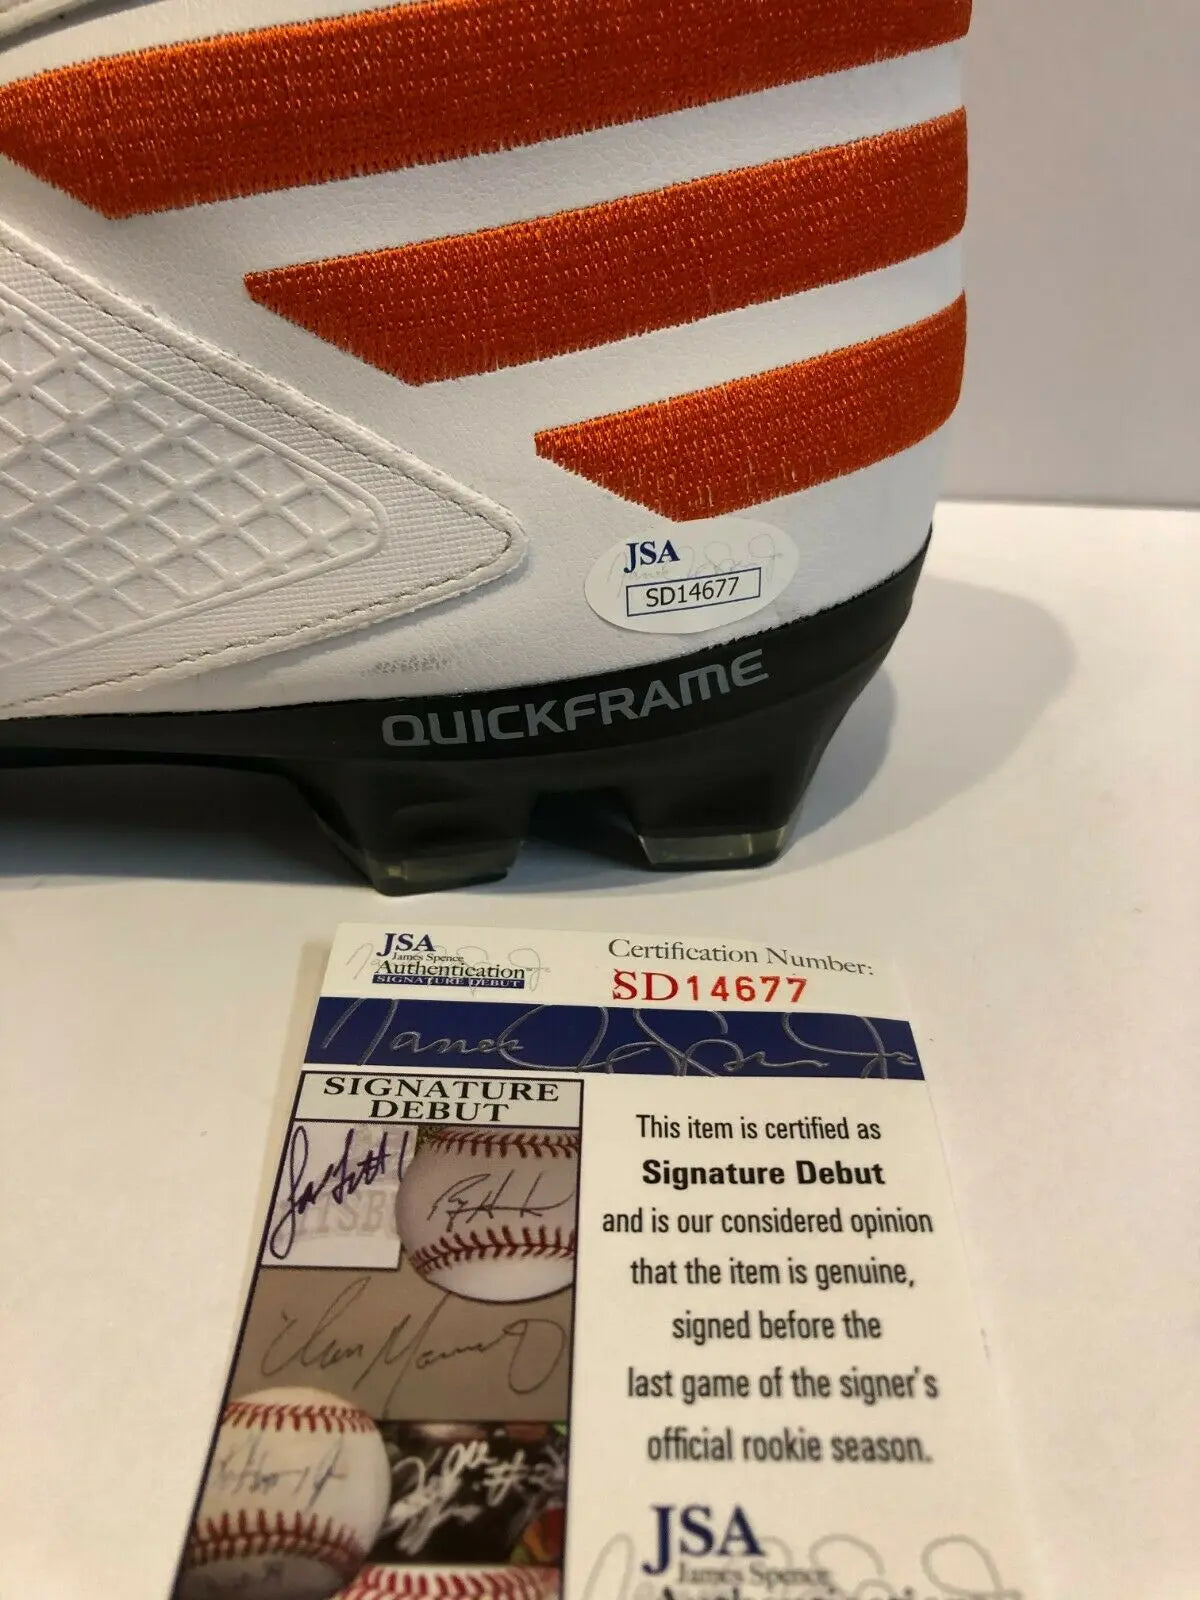 JSA
SD14677
QUICKFRAME
JSA
James Spence
Authentication
SIGNATURE DEBUT
Certification Number:
SD14677
SIGNATURE
DEBUT
This item is certified as
Signature Debut
and is our considered opinion
that the item is genuine,
signed before the
last game of the signer's
official rookie season.
JSA
James Spence